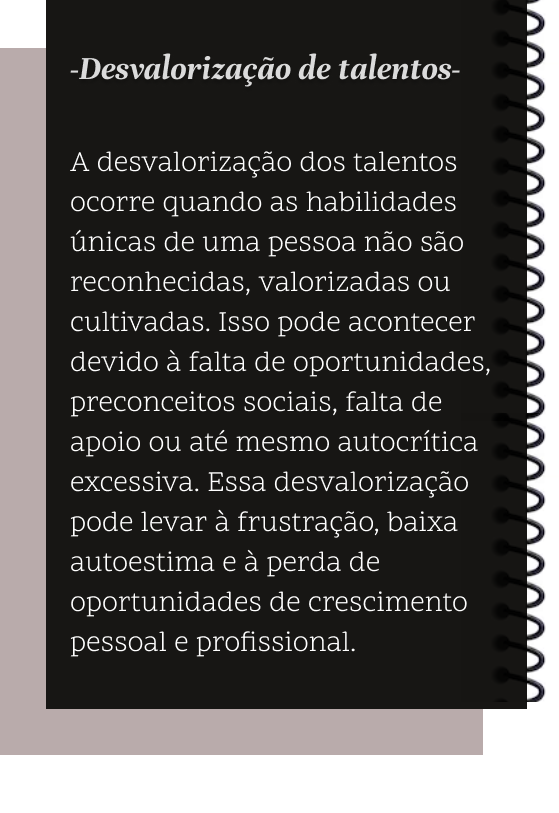 -Desvalorização de talentos-
A desvalorização dos talentos
ocorre quando as habilidades
únicas de uma pessoa não são
reconhecidas, valorizadas ou
cultivadas. Isso pode acontecer
devido à falta de oportunidades,
preconceitos sociais, falta de
apoio ou até mesmo autocrítica
excessiva. Essa desvalorização
pode levar à frustração, baixa
autoestima e à perda de
oportunidades de crescimento
pessoal e profissional.